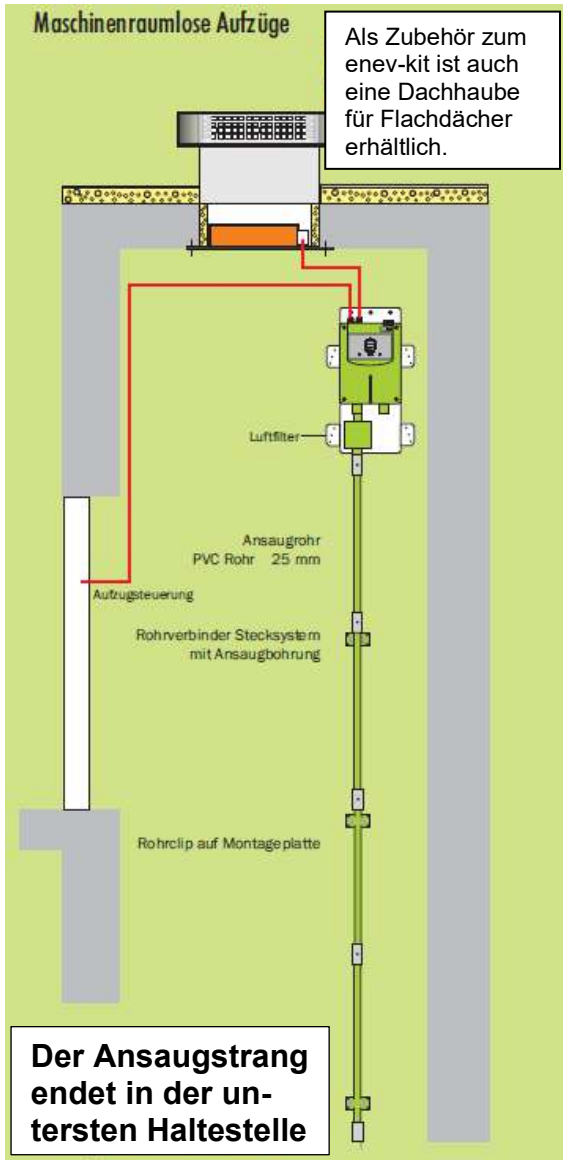 Maschinenraumlose Aufzüge
Als Zubehör zum
enev-kit ist auch
eine Dachhaube
für Flachdächer
erhältlich.
Luftfilter
Ansaugrohr
PVC Rohr 25 mm
Aufzugsteuerung
Rohrverbinder Stecksystem
mit Ansaugbohrung
Rohrclip auf Montageplatte
Der Ansaugstrang
endet in der un-
tersten Haltestelle